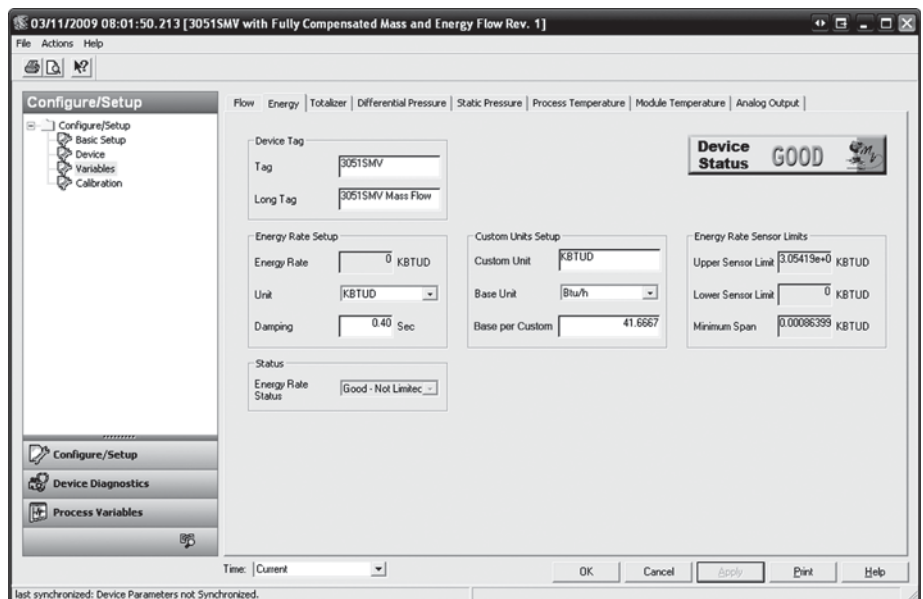 03/11/2009 08:01:50.213 [3051SMV with Fully Compensated Mass and Energy Flow Rev. 1]
File Actions Help
Configure/Setup
Configure/Setup
Basic Setup
Device
Variables
Calibration
Configure/Setup
Device Diagnostics
Process Variables
Flow Energy Totalizer Differential Pressure Static Pressure Process Temperature Module Temperature Analog Output
Device Tag
Tag 3051SMV
Long Tag 3051SMV Mass Flow
Device Status GOOD
Energy Rate Setup
Energy Rate 0 KBTUD
Unit KBTUD
Damping 0.40 Sec
Custom Units Setup
Custom Unit KBTUD
Base Unit Btu/h
Base per Custom 41.6667
Energy Rate Sensor Limits
Upper Sensor Limit 3.05419e+0 KBTUD
Lower Sensor Limit 0 KBTUD
Minimum Span 0.00086399 KBTUD
Status
Energy Rate Status Good - Not Limitec
Time: Current
OK Cancel Apply Print Help
last synchronized: Device Parameters not Synchronized.